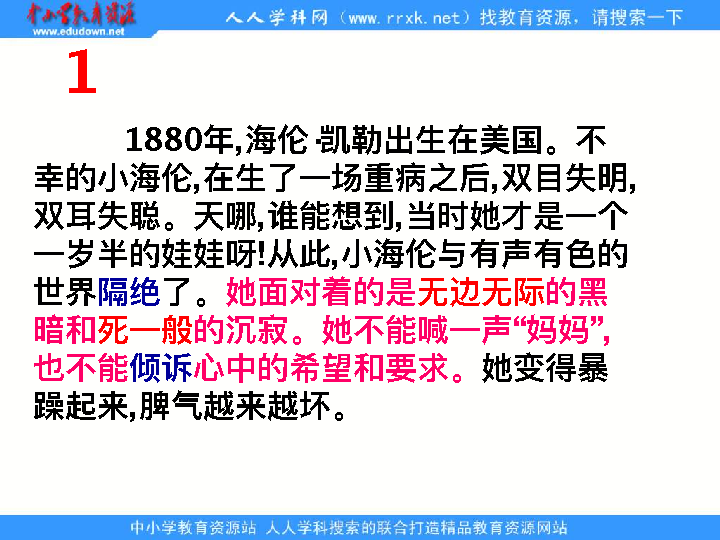 中小学教育资源
www.edudown.net
人人学科网（www.rrxk.net）找教育资源，请搜索一下
1
1880年,海伦·凯勒出生在美国。不
幸的小海伦,在生了一场重病之后,双目失明,
双耳失聪。天哪,谁能想到,当时她才是一个
一岁半的娃娃呀!从此,小海伦与有声有色的
世界隔绝了。她面对着的是无边无际的黑
暗和死一般的沉寂。她不能喊一声“妈妈”,
也不能倾诉心中的希望和要求。她变得暴
躁起来,脾气越来越坏。
中小学教育资源站 人人学科搜索的联合打造精品教育资源网站